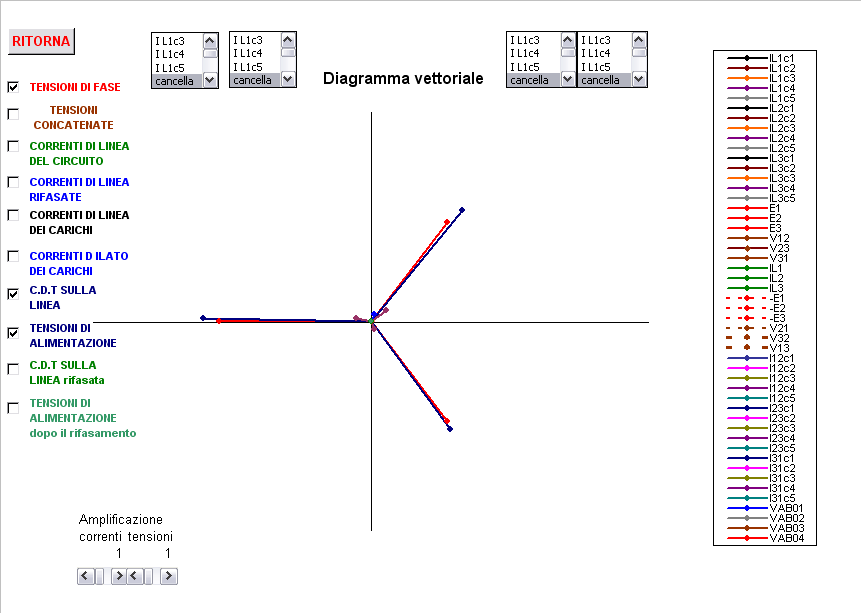 RITORNA
IL1c3
IL1c4
IL1c5
cancella
IL1c3
IL1c4
IL1c5
cancella
Diagramma vettoriale
IL1c3
IL1c4
IL1c5
cancella
IL1c3
IL1c4
IL1c5
cancella
TENSIONI DI FASE
TENSIONI
CONCATENATE
CORRENTI DI LINEA
DEL CIRCUITO
CORRENTI DI LINEA
RIFASATE
CORRENTI DI LINEA
DEI CARICHI
CORRENTI D ILATO
DEI CARICHI
C.D.T SULLA
LINEA
TENSIONI DI
ALIMENTAZIONE
C.D.T SULLA
LINEA rifasata
TENSIONI DI
ALIMENTAZIONE
dopo il rifasamento
Amplificazione
correnti tensioni
1 1
IL1c1
IL1c2
IL1c3
IL1c4
IL1c5
IL2c1
IL2c2
IL2c3
IL2c4
IL2c5
IL3c1
IL3c2
IL3c3
IL3c4
IL3c5
E1
E2
E3
V12
V23
V31
IL1
IL2
IL3
-E1
-E2
-E3
V21
V32
V13
I12c1
I12c2
I12c3
I12c4
I12c5
I23c1
I23c2
I23c3
I23c4
I23c5
I31c1
I31c2
I31c3
I31c4
I31c5
VAB01
VAB02
VAB03
VAB04